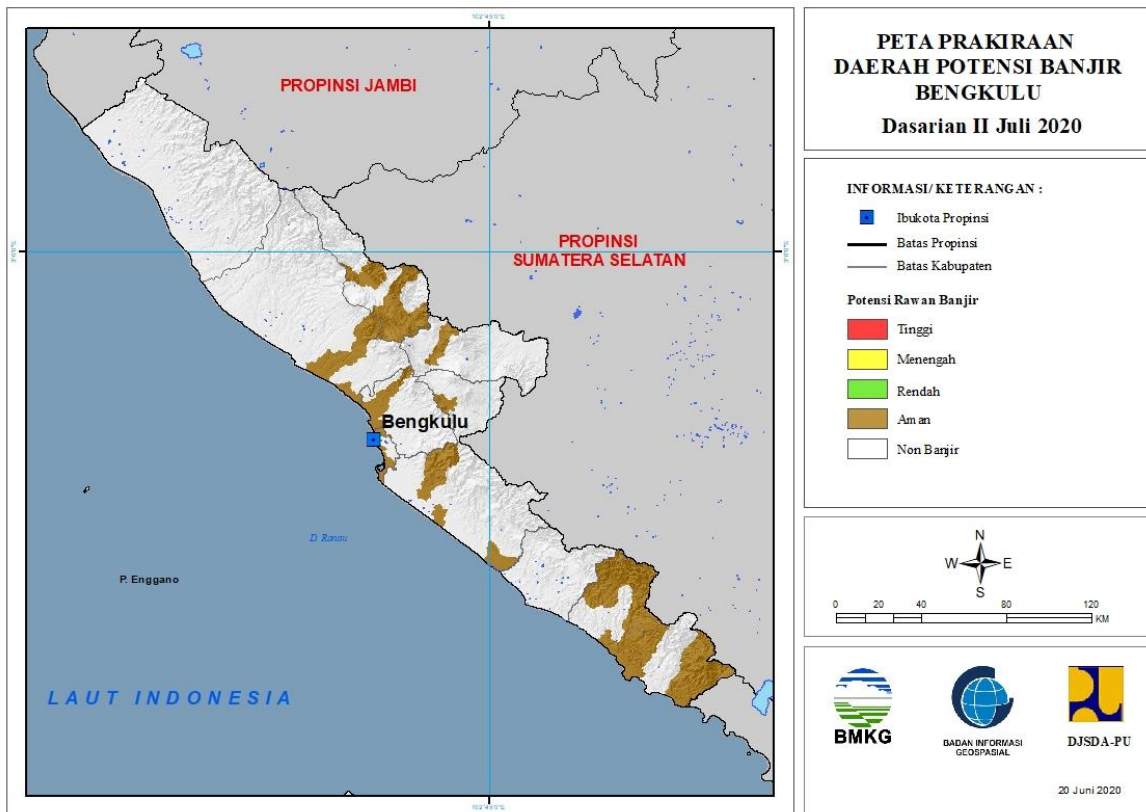 PETA PRAKIRAAN
DAERAH POTENSI BANJIR
BENGKULU
Dasarian II Juli 2020
PROPINSI JAMBI
PROPINSI
SUMATERA SELATAN
Bengkulu
D. Ranau
P. Enggano
LAUT INDONESIA
INFORMASI/ KETERANGAN :
Ibukota Propinsi
Batas Propinsi
Batas Kabupaten
Potensi Rawan Banjir
Tinggi
Menengah
Rendah
Aman
Non Banjir
N
W E
S
0 20 40 80 120
KM
BMKG
BADAN INFORMASI
GEOSPASIAL
DJSDA-PU
20 Juni 2020